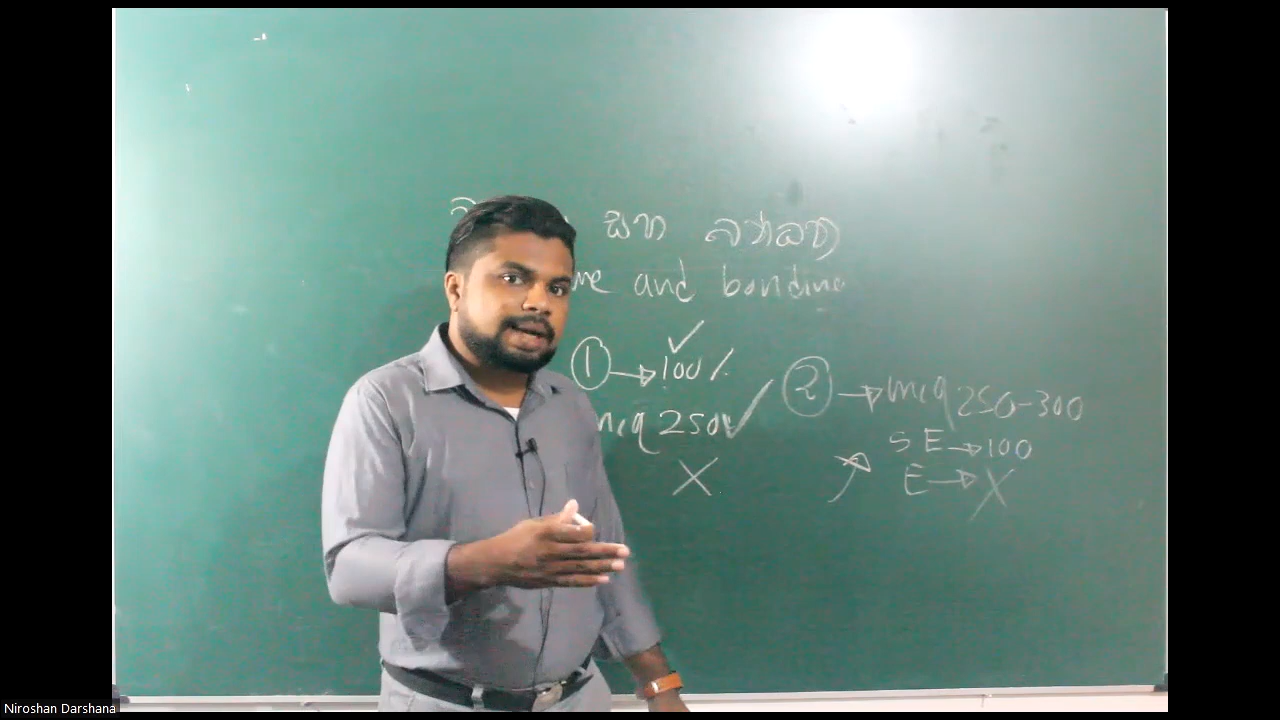 සහ බන්ධන
and bonding
① → 100%
mcq 250
② → mcq 250-300
SE → 100
E → X
Niroshan Darshana